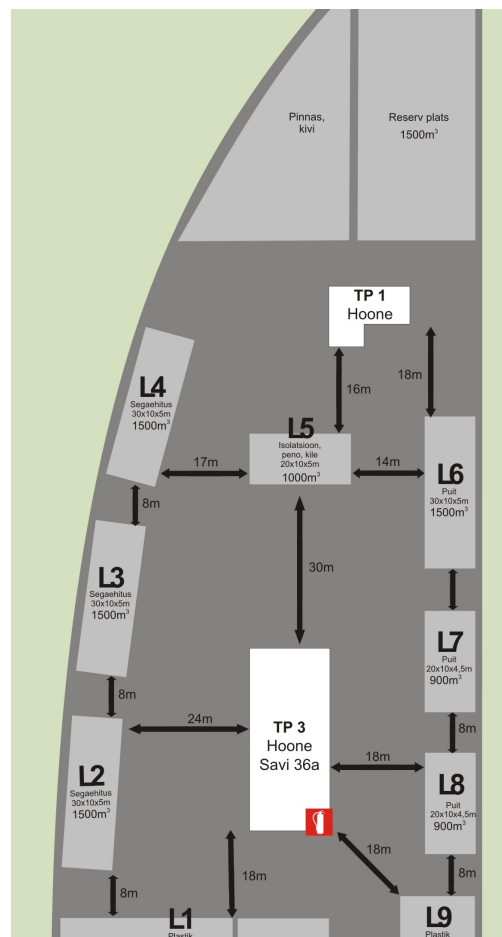 Pinnas,
kivi
Reserv plats
1500m³
TP 1
Hoone
16m
18m
L4
Segaehitus
30x10x5m
1500m³
L5
Isolatsioon,
peno, kile
20x10x5m
1000m³
17m
14m
L6
Puit
30x10x5m
1500m³
8m
L3
Segaehitus
30x10x5m
1500m³
30m
L7
Puit
20x10x4,5m
900m³
8m
24m
TP 3
Hoone
Savi 36a
8m
L2
Segaehitus
30x10x5m
1500m³
18m
L8
Puit
20x10x4,5m
900m³
18m
18m
8m
8m
L1
Plastik
L9
Plastik